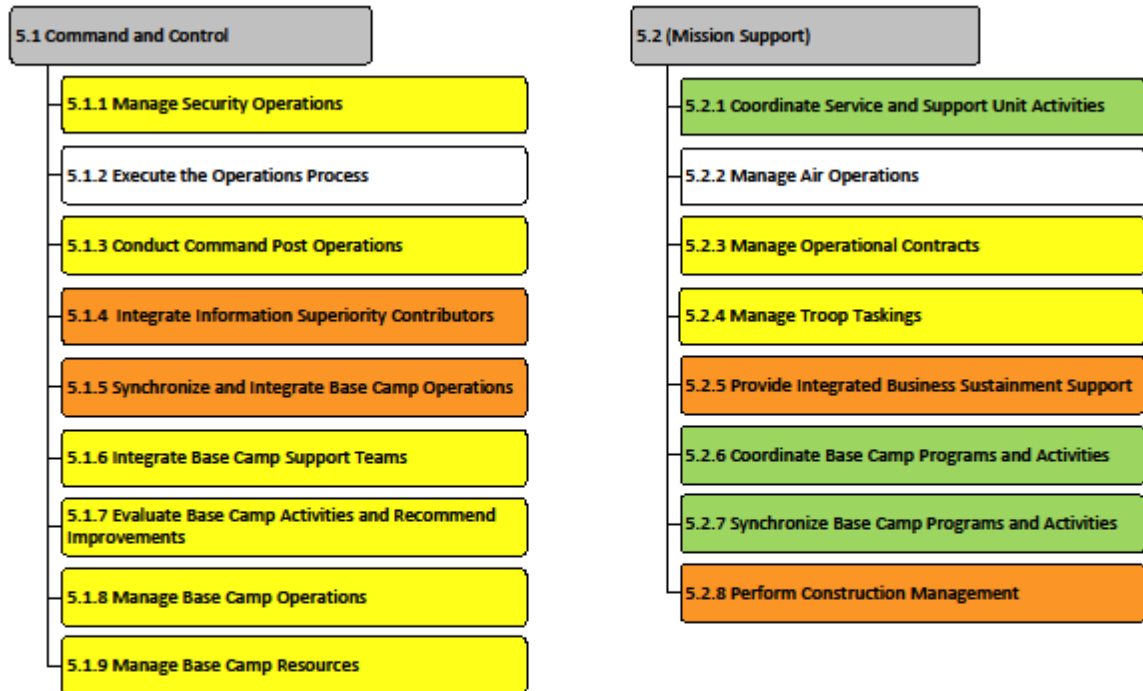 5.1 Command and Control
5.1.1 Manage Security Operations
5.1.2 Execute the Operations Process
5.1.3 Conduct Command Post Operations
5.1.4 Integrate Information Superiority Contributors
5.1.5 Synchronize and Integrate Base Camp Operations
5.1.6 Integrate Base Camp Support Teams
5.1.7 Evaluate Base Camp Activities and Recommend
Improvements
5.1.8 Manage Base Camp Operations
5.1.9 Manage Base Camp Resources
5.2 (Mission Support)
5.2.1 Coordinate Service and Support Unit Activities
5.2.2 Manage Air Operations
5.2.3 Manage Operational Contracts
5.2.4 Manage Troop Taskings
5.2.5 Provide Integrated Business Sustainment Support
5.2.6 Coordinate Base Camp Programs and Activities
5.2.7 Synchronize Base Camp Programs and Activities
5.2.8 Perform Construction Management